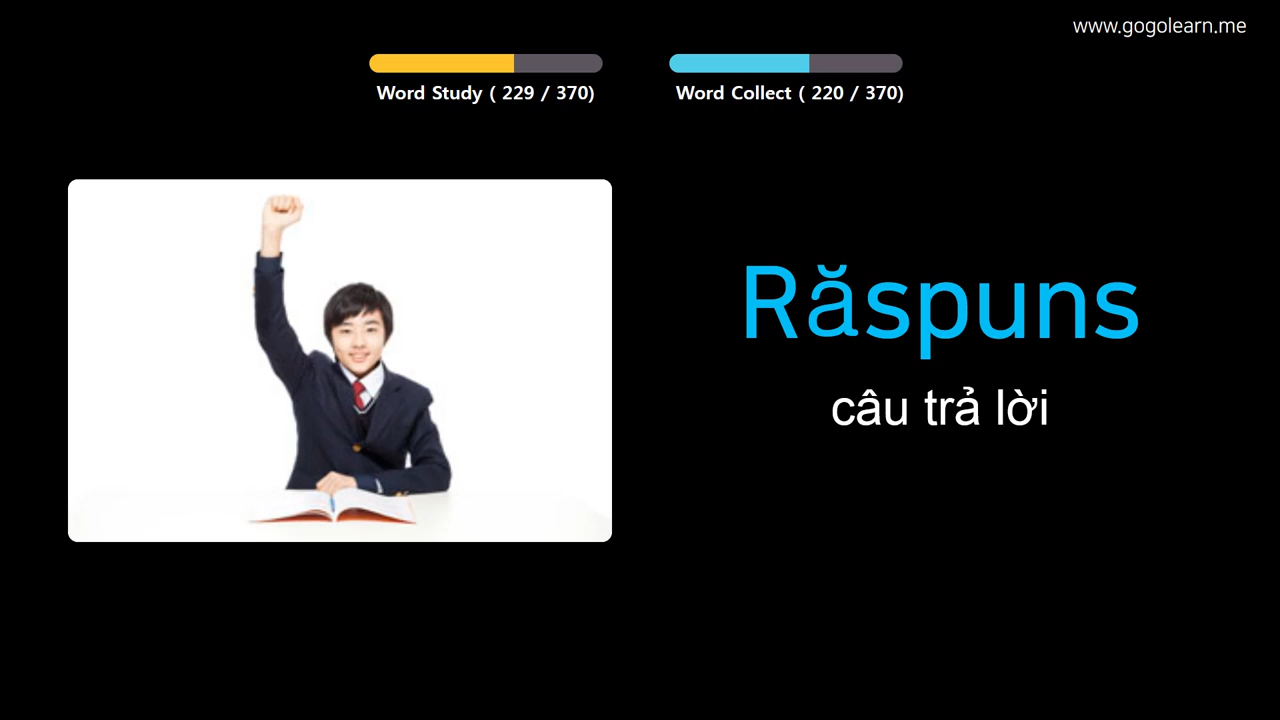 www.gogolearn.me
Word Study ( 229 / 370)
Word Collect ( 220 / 370)
Răspuns
câu trả lời